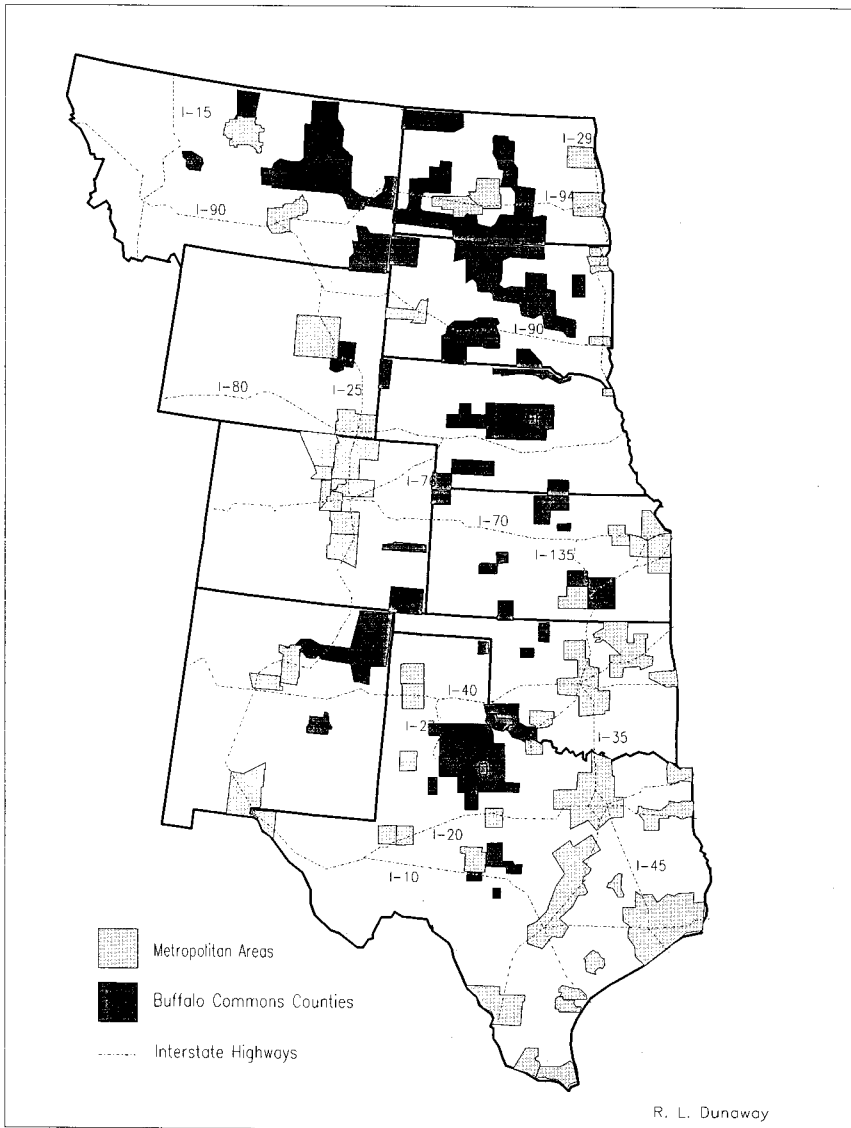 I-15
I-29
I-94
I-90
I-90
I-80
I-25
I-76
I-70
I-135
I-40
I-27
I-35
I-20
I-45
I-10
Metropolitan Areas
Buffalo Commons Counties
Interstate Highways
R. L. Dunaway